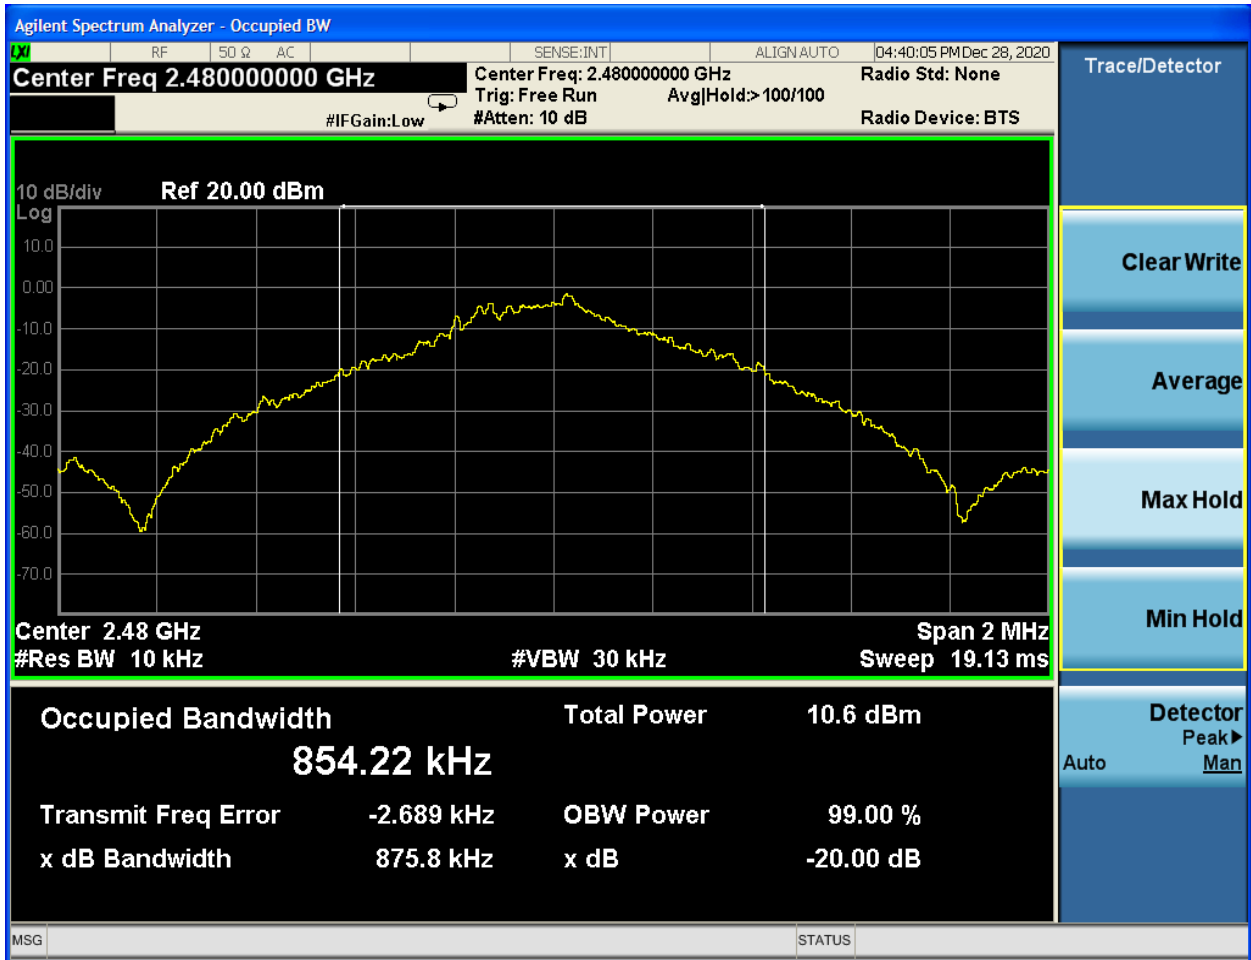 Agilent Spectrum Analyzer - Occupied BW
LXI RF 50 Ω AC SENSE:INT ALIGN AUTO 04:40:05 PM Dec 28, 2020
Center Freq 2.480000000 GHz
Center Freq: 2.480000000 GHz Radio Std: None
Trig: Free Run Avg|Hold:> 100/100
#IFGain:Low #Atten: 10 dB Radio Device: BTS
10 dB/div Ref 20.00 dBm
Log
10.0
0.00
-10.0
-20.0
-30.0
-40.0
-50.0
-60.0
-70.0
Center 2.48 GHz Span 2 MHz
#Res BW 10 kHz #VBW 30 kHz Sweep 19.13 ms
Occupied Bandwidth Total Power 10.6 dBm
854.22 kHz
Transmit Freq Error -2.689 kHz OBW Power 99.00 %
x dB Bandwidth 875.8 kHz x dB -20.00 dB
Trace/Detector
Clear Write
Average
Max Hold
Min Hold
Detector
Peak▶
Auto Man
MSG STATUS